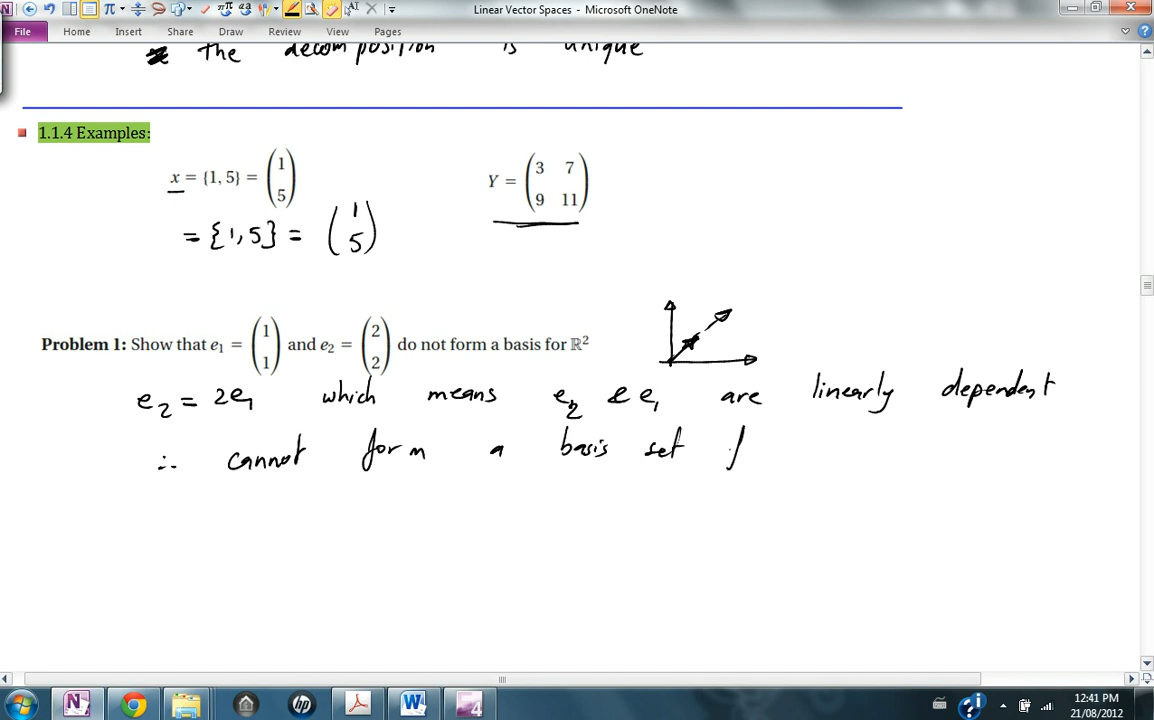 Linear Vector Spaces - Microsoft OneNote
File Home Insert Share Draw Review View Pages
The decomposition is unique
1.1.4 Examples:
x = {1, 5} = (1 5)
Y = (3 7 9 11)
= {1,5} = (1 5)
Problem 1: Show that e₁ = (1 1) and e₂ = (2 2) do not form a basis for ℝ²
e₂ = 2e₁ which means e₂ & e₁ are linearly dependent
∴ cannot form a basis set f
12:41 PM
21/08/2012